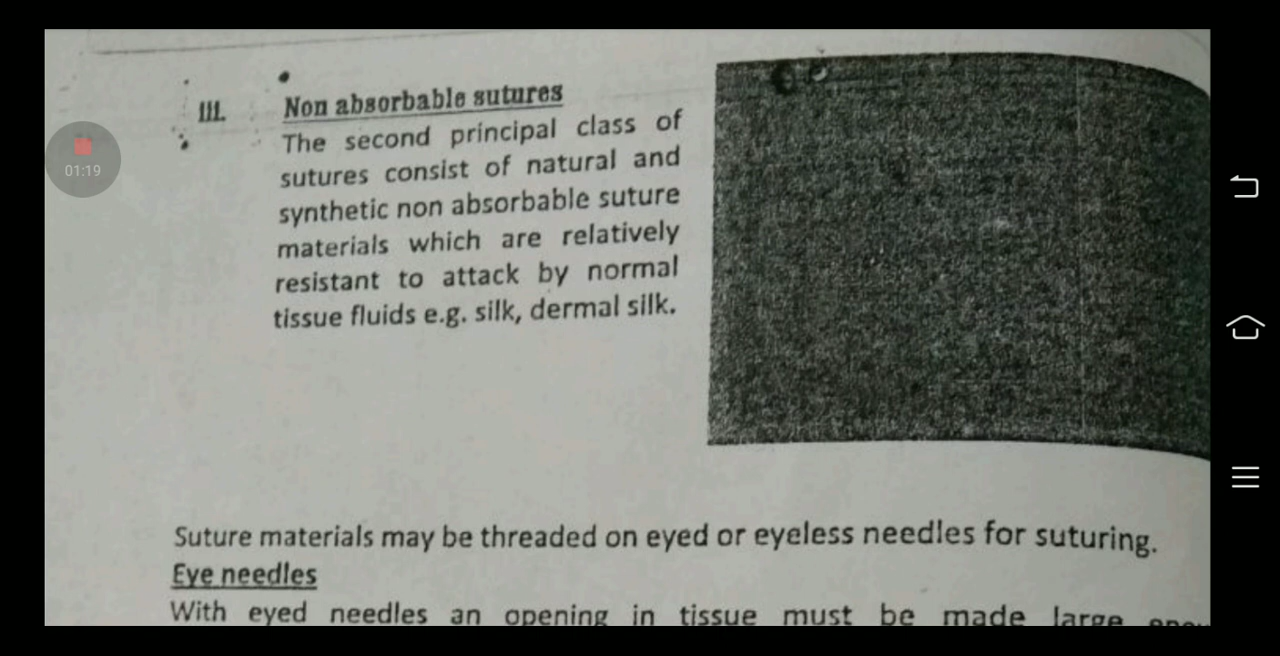 III. Non absorbable sutures
The second principal class of
sutures consist of natural and
synthetic non absorbable suture
materials which are relatively
resistant to attack by normal
tissue fluids e.g. silk, dermal silk.
01:19
Suture materials may be threaded on eyed or eyeless needles for suturing.
Eye needles
With eyed needles an opening in tissue must be made large